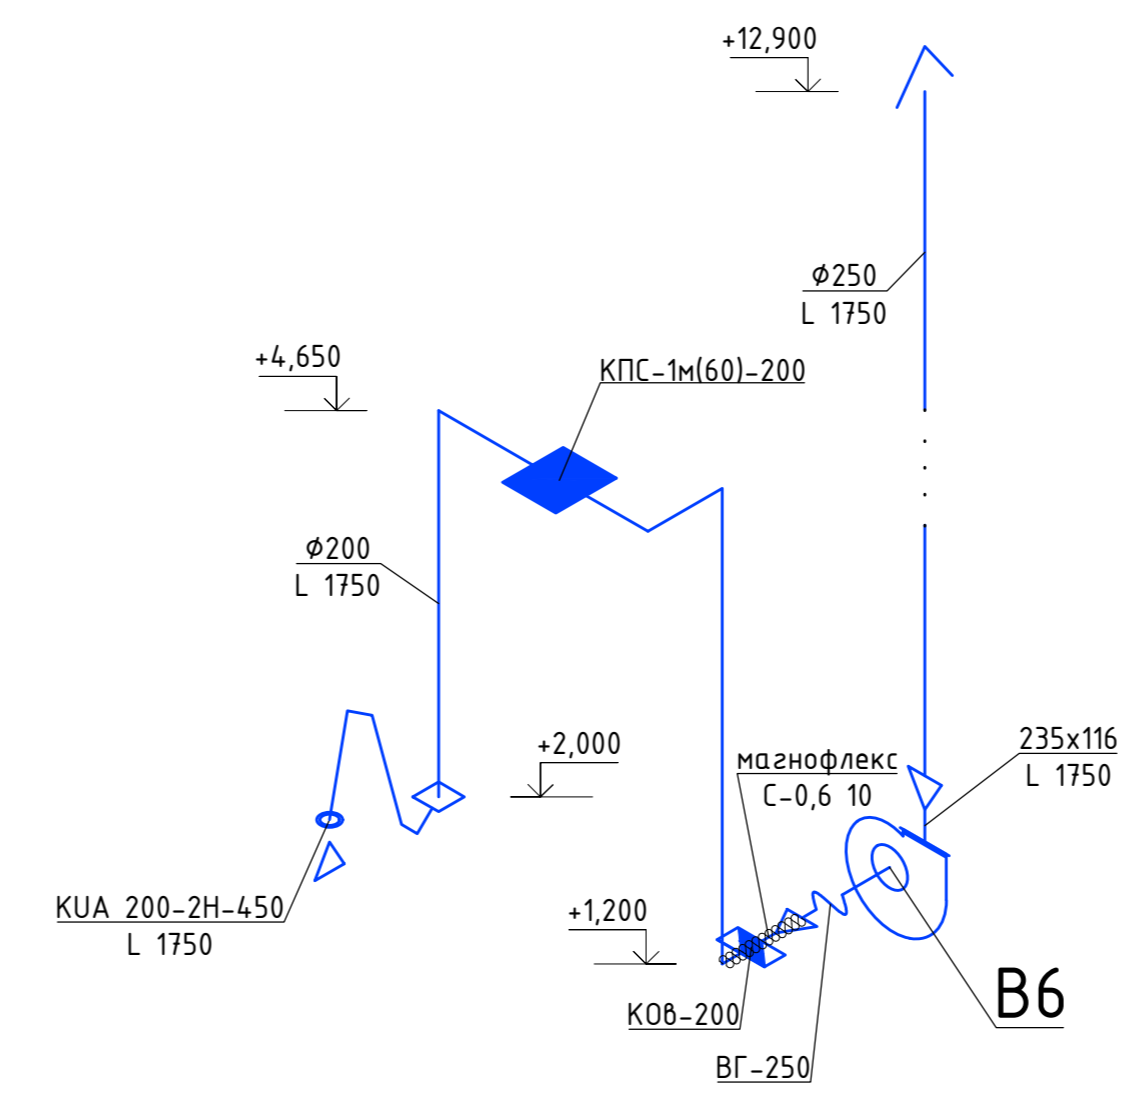 +12,900
Ф250
L 1750
+4,650
КПС-1м(60)-200
Ф200
L 1750
+2,000
магнофлекс
С-0,6 10
235х116
L 1750
KUA 200-2H-450
L 1750
+1,200
КОв-200
ВГ-250
В6